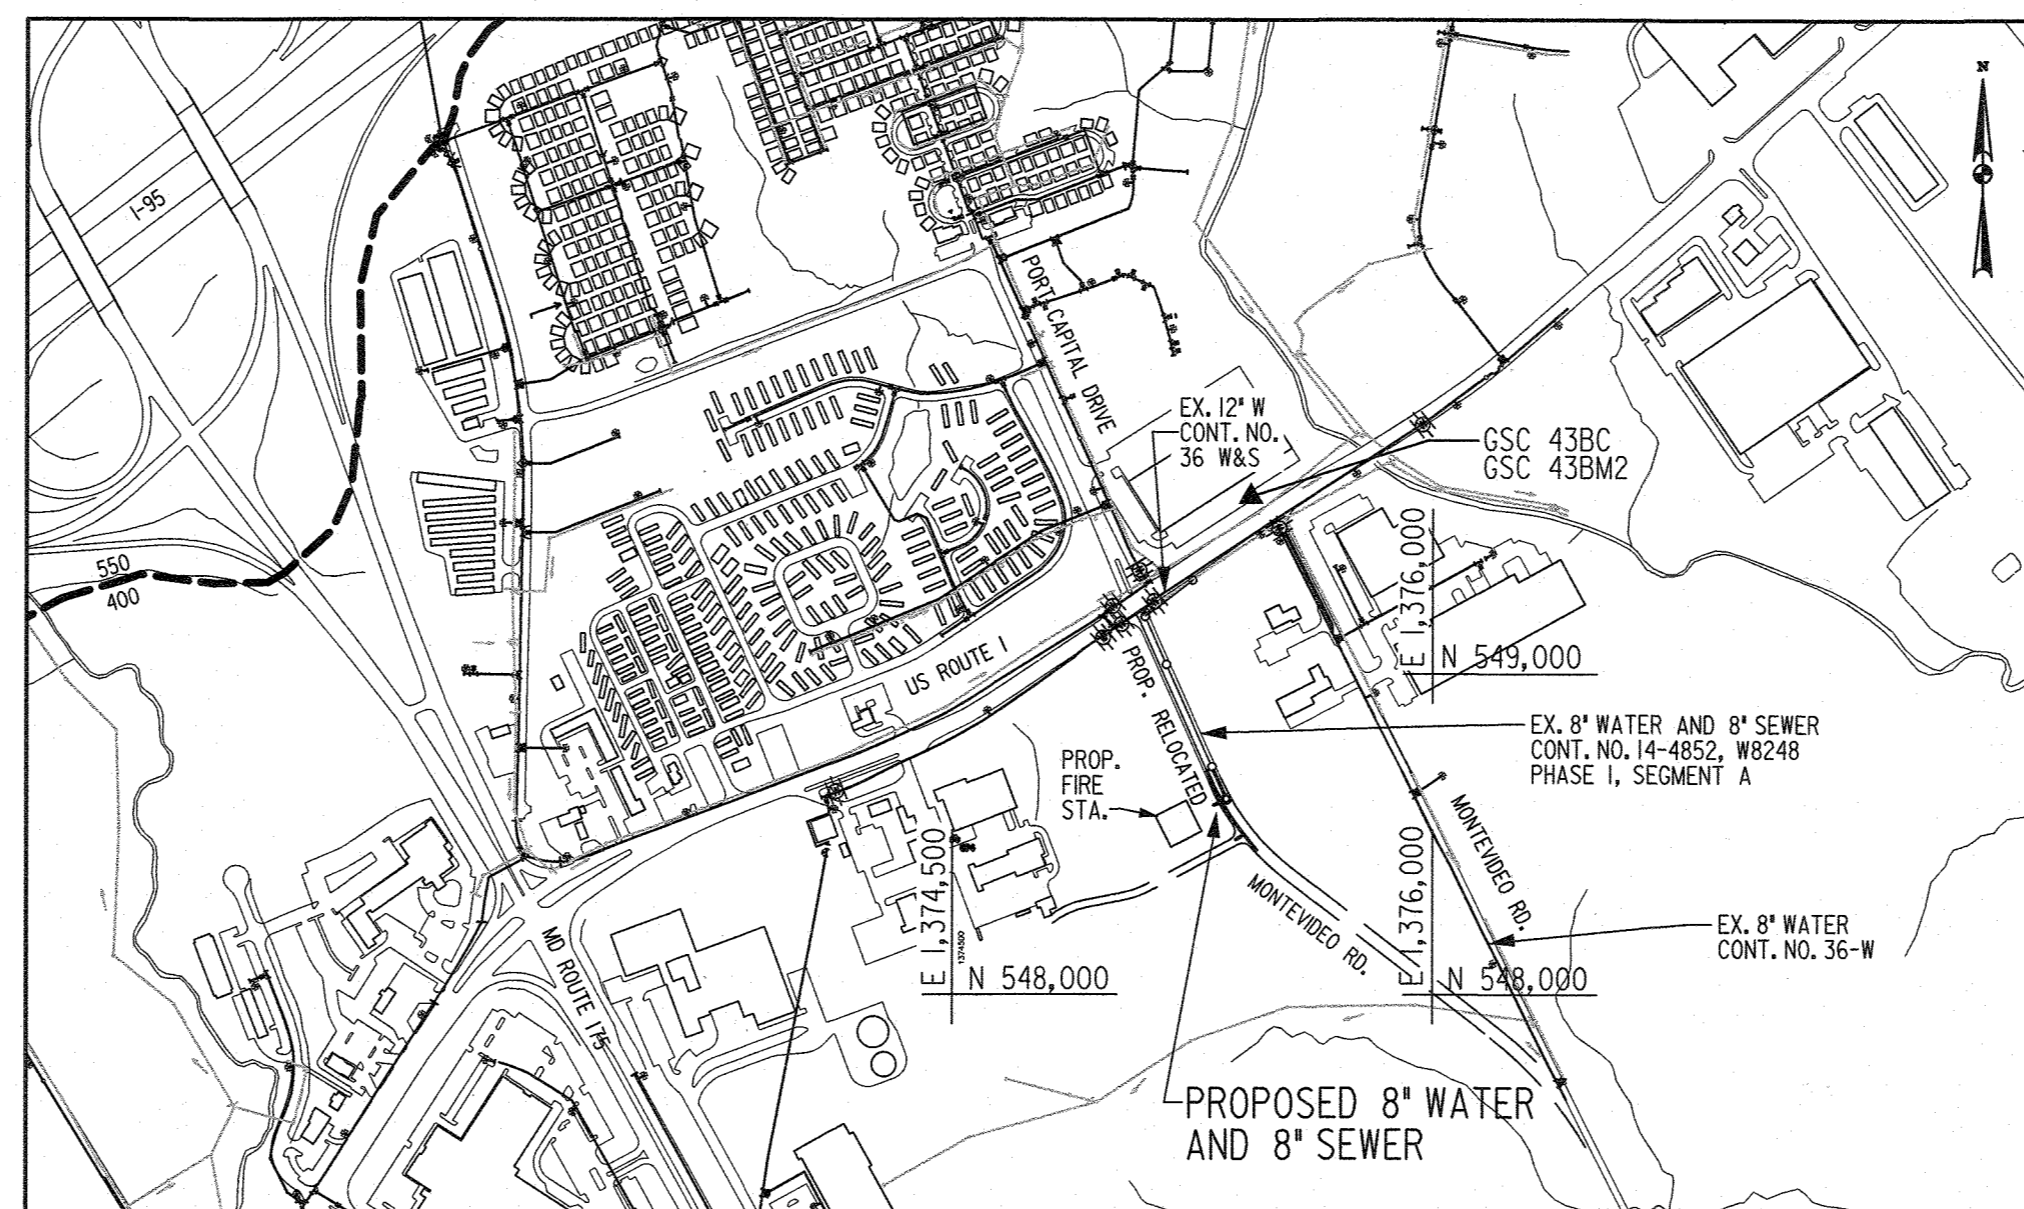 N
I-95
PORT CAPITAL DRIVE
EX. 12" W
CONT. NO.
36 W&S
GSC 43BC
GSC 43BM2
550
400
E 1,376,000
N 549,000
US ROUTE 1
PROP. RELOCATED
EX. 8" WATER AND 8" SEWER
CONT. NO. 14-4852, W8248
PHASE 1, SEGMENT A
PROP.
FIRE
STA.
MONTEVIDEO RD.
MONTEVIDEO RD.
E 1,374,500
1374500
N 548,000
E 1,376,000
N 548,000
EX. 8" WATER
CONT. NO. 36-W
MD ROUTE 175
PROPOSED 8" WATER
AND 8" SEWER